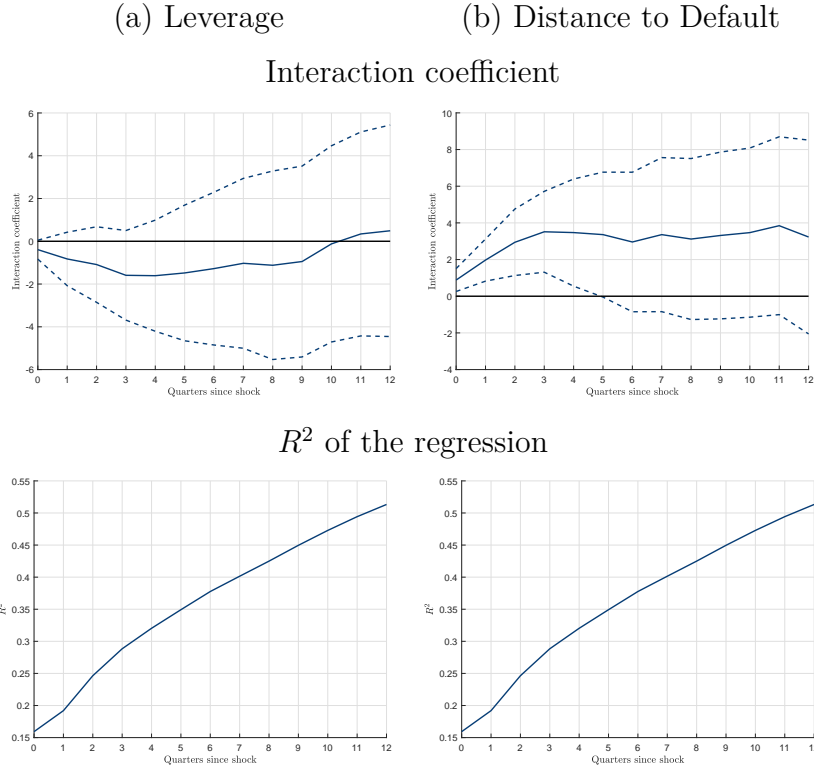 (a) Leverage
(b) Distance to Default
Interaction coefficient
6
4
2
0
-2
-4
-6
Interaction coefficient
0 1 2 3 4 5 6 7 8 9 10 11 12
Quarters since shock
10
8
6
4
2
0
-2
-4
Interaction coefficient
0 1 2 3 4 5 6 7 8 9 10 11 12
Quarters since shock
R² of the regression
0.55
0.5
0.45
0.4
0.35
0.3
0.25
0.2
0.15
R²
0 1 2 3 4 5 6 7 8 9 10 11 12
Quarters since shock
0.55
0.5
0.45
0.4
0.35
0.3
0.25
0.2
0.15
R²
0 1 2 3 4 5 6 7 8 9 10 11 12
Quarters since shock